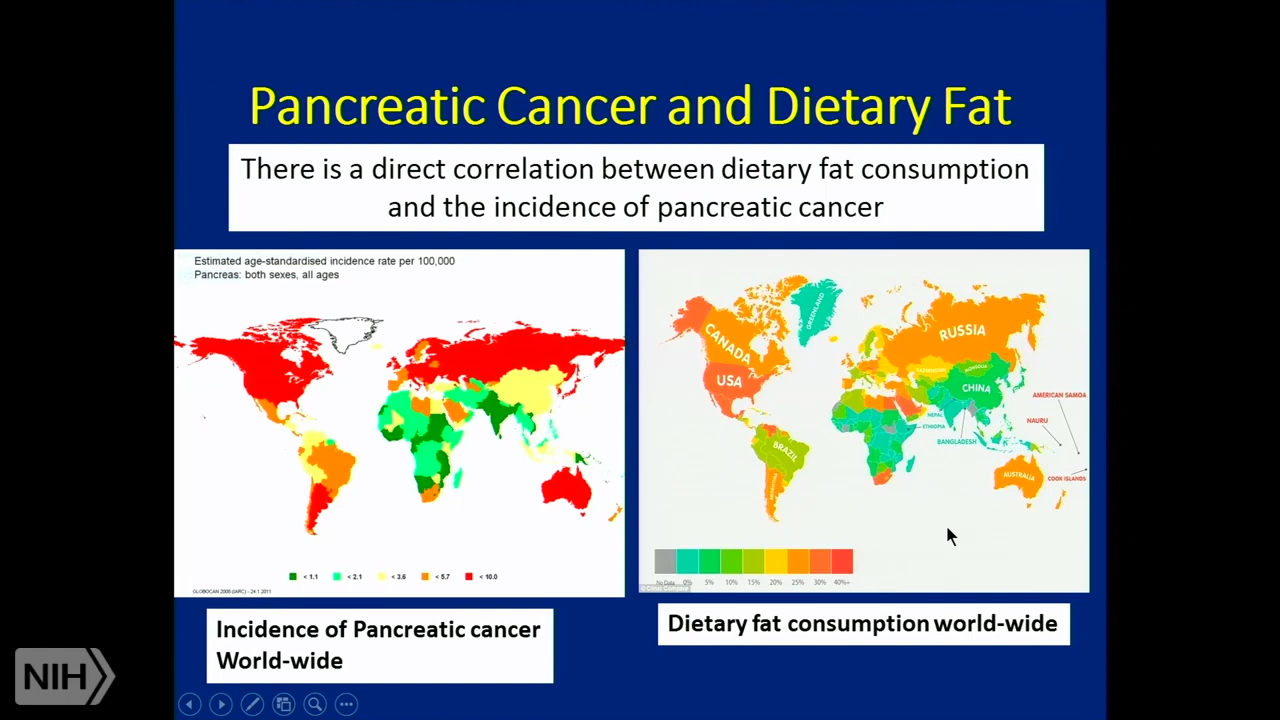 Pancreatic Cancer and Dietary Fat
There is a direct correlation between dietary fat consumption
and the incidence of pancreatic cancer
Estimated age-standardised incidence rate per 100,000
Pancreas: both sexes, all ages
< 1.1 < 2.1 < 3.6 < 5.7 < 10.0
GLOBOCAN 2008 (IARC) - 24.1.2011
GREENLAND
CANADA
RUSSIA
USA
KAZAKHSTAN
MONGOLIA
CHINA
AMERICAN SAMOA
NEPAL
ETHIOPIA
NAURU
BANGLADESH
BRAZIL
AUSTRALIA
COOK ISLANDS
No Data 0% 5% 10% 15% 20% 25% 30% 40%+
Incidence of Pancreatic cancer
World-wide
Dietary fat consumption world-wide
NIH